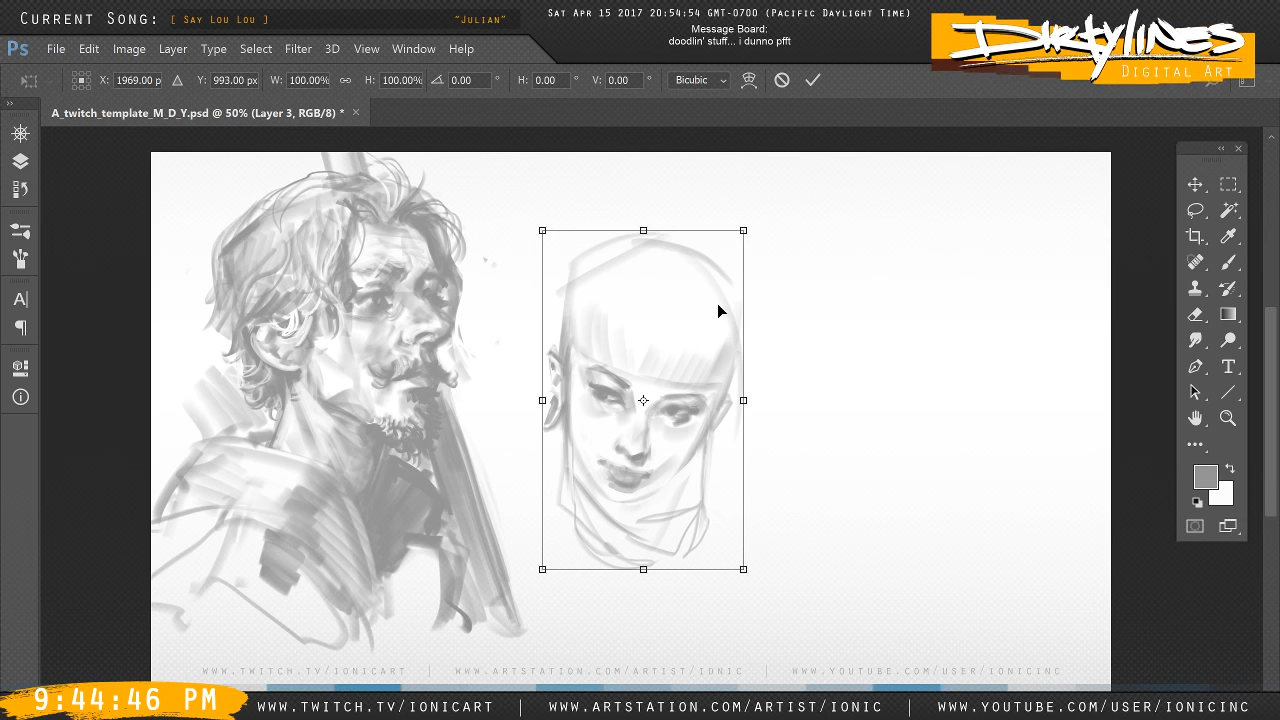 Current Song: [ Say Lou Lou ] "Julian"
Sat Apr 15 2017 20:54:54 GMT-0700 (Pacific Daylight Time)
Message Board:
doodlin' stuff... i dunno pfft
DIRTYLINES
Digital Art
Ps File Edit Image Layer Type Select Filter 3D View Window Help
X: 1969.00 p Y: 993.00 px W: 100.00% H: 100.00% 0.00 ° H: 0.00 ° V: 0.00 ° Bicubic
A_twitch_template_M_D_Y.psd @ 50% (Layer 3, RGB/8) * ×
www.twitch.tv/ionicart | www.artstation.com/artist/ionic | www.youtube.com/user/ionicinc
9:44:46 PM
www.twitch.tv/ionicart | www.artstation.com/artist/ionic | www.youtube.com/user/ionicinc